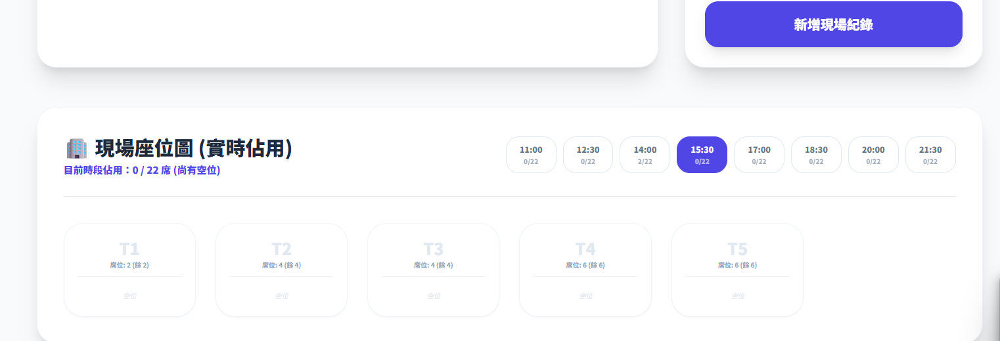 新增現場紀錄
現場座位圖 (實時佔用)
目前時段佔用：0 / 22 席 (尚有空位)
11:00
0/22
12:30
0/22
14:00
2/22
15:30
0/22
17:00
0/22
18:30
0/22
20:00
0/22
21:30
0/22
T1
席位: 2 (餘 2)
空位
T2
席位: 4 (餘 4)
空位
T3
席位: 4 (餘 4)
空位
T4
席位: 6 (餘 6)
空位
T5
席位: 6 (餘 6)
空位